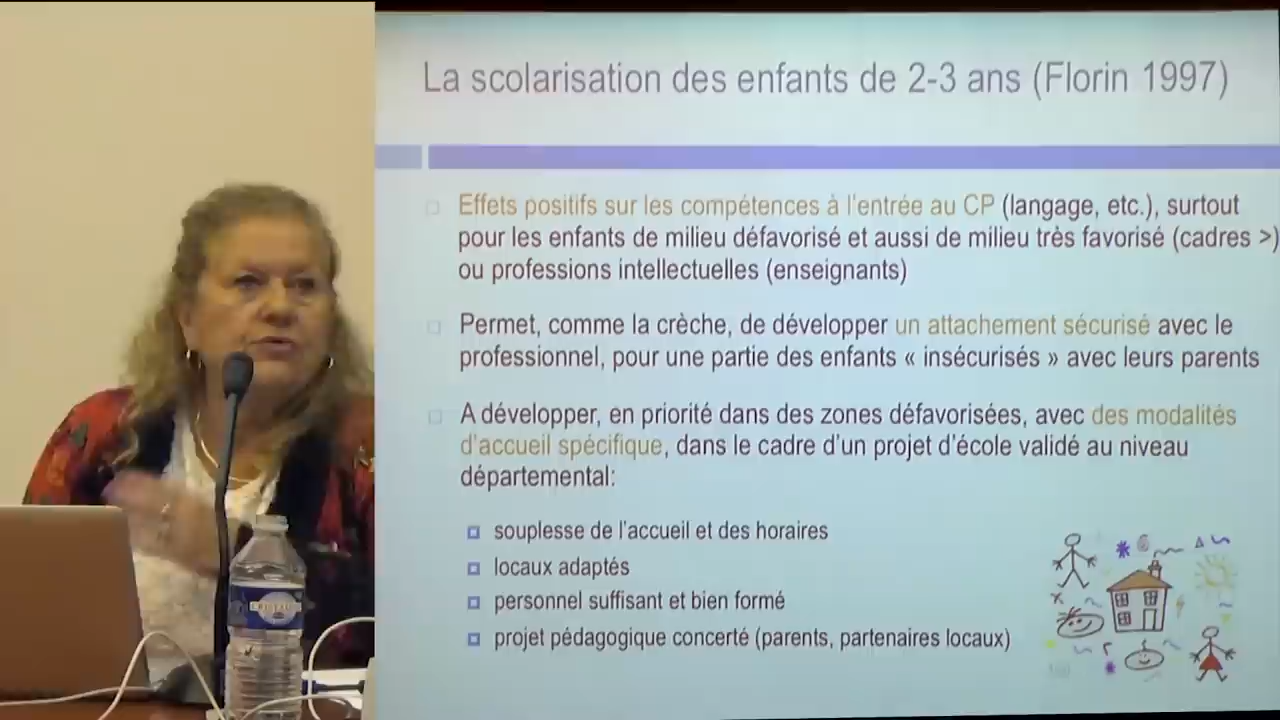 La scolarisation des enfants de 2-3 ans (Florin 1997)
Effets positifs sur les compétences à l'entrée au CP (langage, etc.), surtout
pour les enfants de milieu défavorisé et aussi de milieu très favorisé (cadres >)
ou professions intellectuelles (enseignants)
Permet, comme la crèche, de développer un attachement sécurisé avec le
professionnel, pour une partie des enfants « insécurisés » avec leurs parents
A développer, en priorité dans des zones défavorisées, avec des modalités
d'accueil spécifique, dans le cadre d'un projet d'école validé au niveau
départemental:
souplesse de l'accueil et des horaires
locaux adaptés
personnel suffisant et bien formé
projet pédagogique concerté (parents, partenaires locaux)